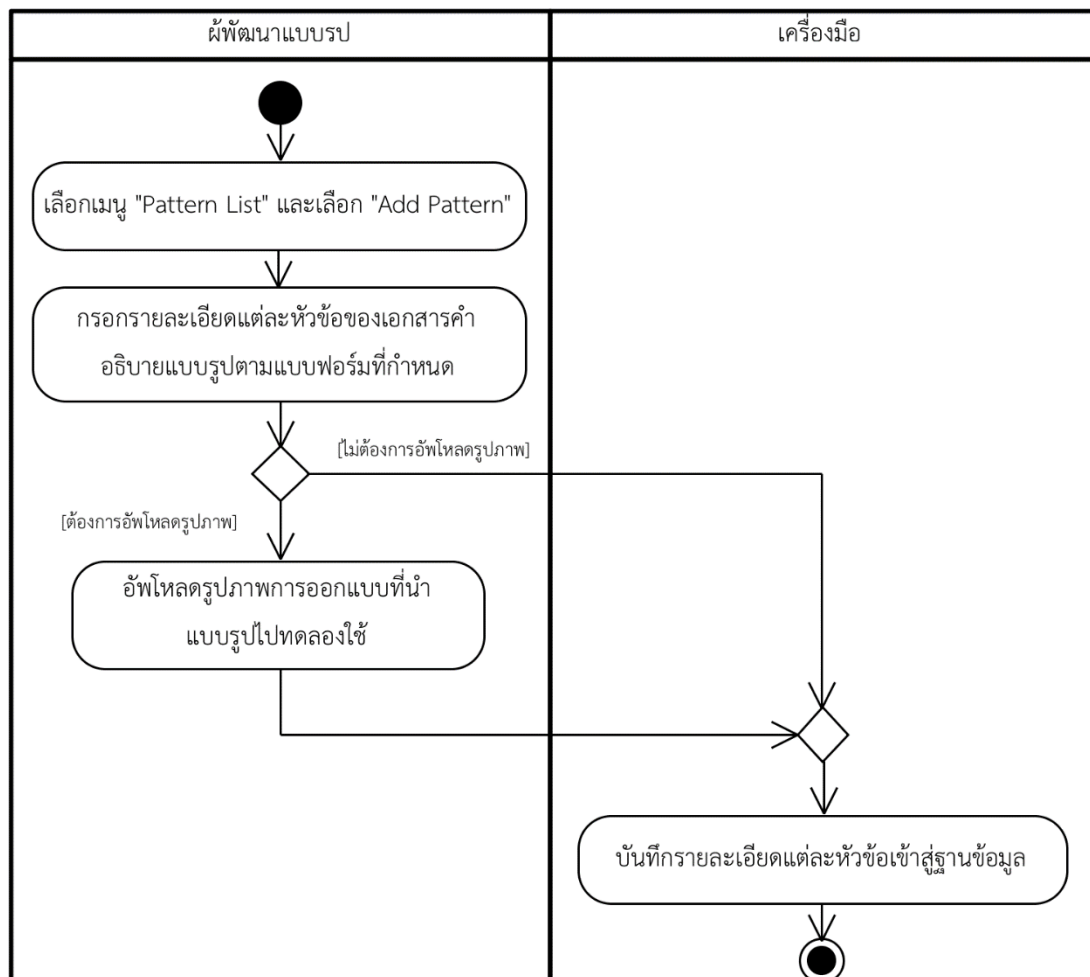 ผู้พัฒนาแบบรป
เครื่องมือ
เลือกเมนู "Pattern List" และเลือก "Add Pattern"
กรอกรายละเอียดแต่ละหัวข้อของเอกสารคำ
อธิบายแบบรูปตามแบบฟอร์มที่กำหนด
[ไม่ต้องการอัพโหลดรูปภาพ]
[ต้องการอัพโหลดรูปภาพ]
อัพโหลดรูปภาพการออกแบบที่นำ
แบบรูปไปทดลองใช้
บันทึกรายละเอียดแต่ละหัวข้อเข้าสู่ฐานข้อมูล